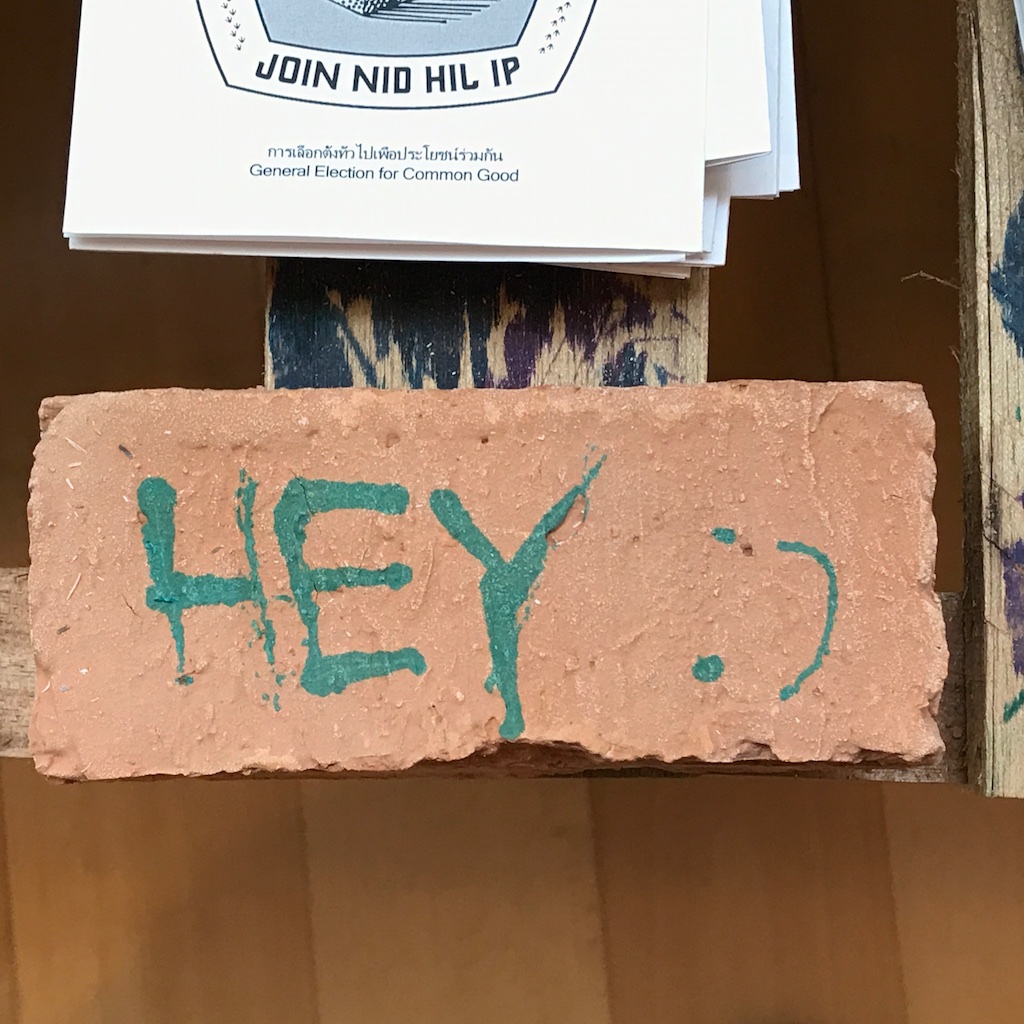 JOIN NID HIL IP
การเลือกตั้งทั่วไปเพื่อประโยชน์ร่วมกัน
General Election for Common Good
HEY :)